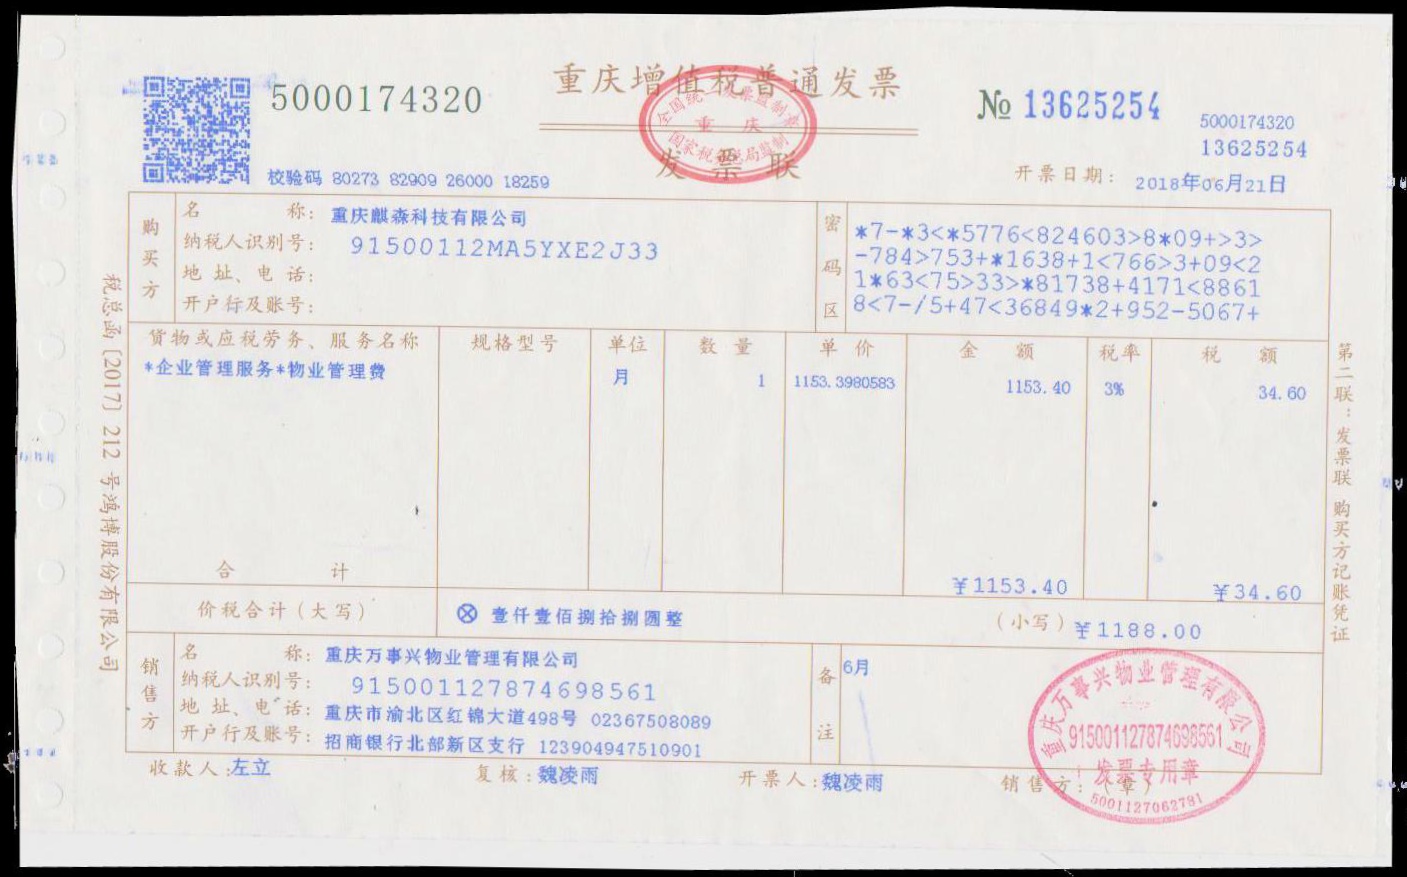 重庆增值税普通发票
5000174320
№ 13625254
5000174320
13625254
全国统一发票监制章
重 庆
国家税务总局监制
发 票 联
校验码 80273 82909 26000 18259
开票日期: 2018年06月21日
购买方
名 称: 重庆麒森科技有限公司
纳税人识别号: 91500112MA5YXE2J33
地 址、电 话:
开户行及账号:
密码区
*7-*3<*5776<824603>8*09+>3>
-784>753+*1638+1<766>3+09<2
1*63<75>33>*81738+4171<8861
8<7-/5+47<36849*2+952-5067+
货物或应税劳务、服务名称 规格型号 单位 数 量 单 价 金 额 税率 税 额
*企业管理服务*物业管理费 月 1 1153.3980583 1153.40 3% 34.60
合 计 ¥1153.40 ¥34.60
价税合计(大写) ⊗ 壹仟壹佰捌拾捌圆整 (小写) ¥1188.00
销售方
名 称: 重庆万事兴物业管理有限公司
纳税人识别号: 915001127874698561
地 址、电 话: 重庆市渝北区红锦大道498号 02367508089
开户行及账号: 招商银行北部新区支行 123904947510901
备注
6月
收款人: 左立 复核: 魏凌雨 开票人: 魏凌雨 销售方: (章)
重庆万事兴物业管理有限公司
915001127874698561
发票专用章
5001127062781
税总函[2017] 212 号鸿博股份有限公司
第二联: 发票联 购买方记账凭证